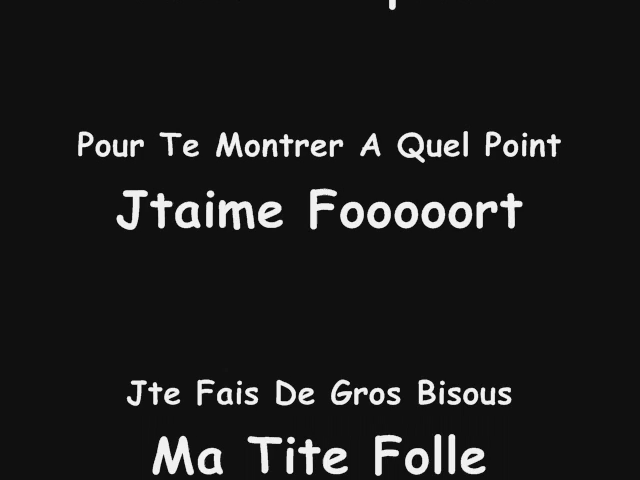 Pour Te Montrer A Quel Point
Jtaime Fooooort
Jte Fais De Gros Bisous
Ma Tite Folle